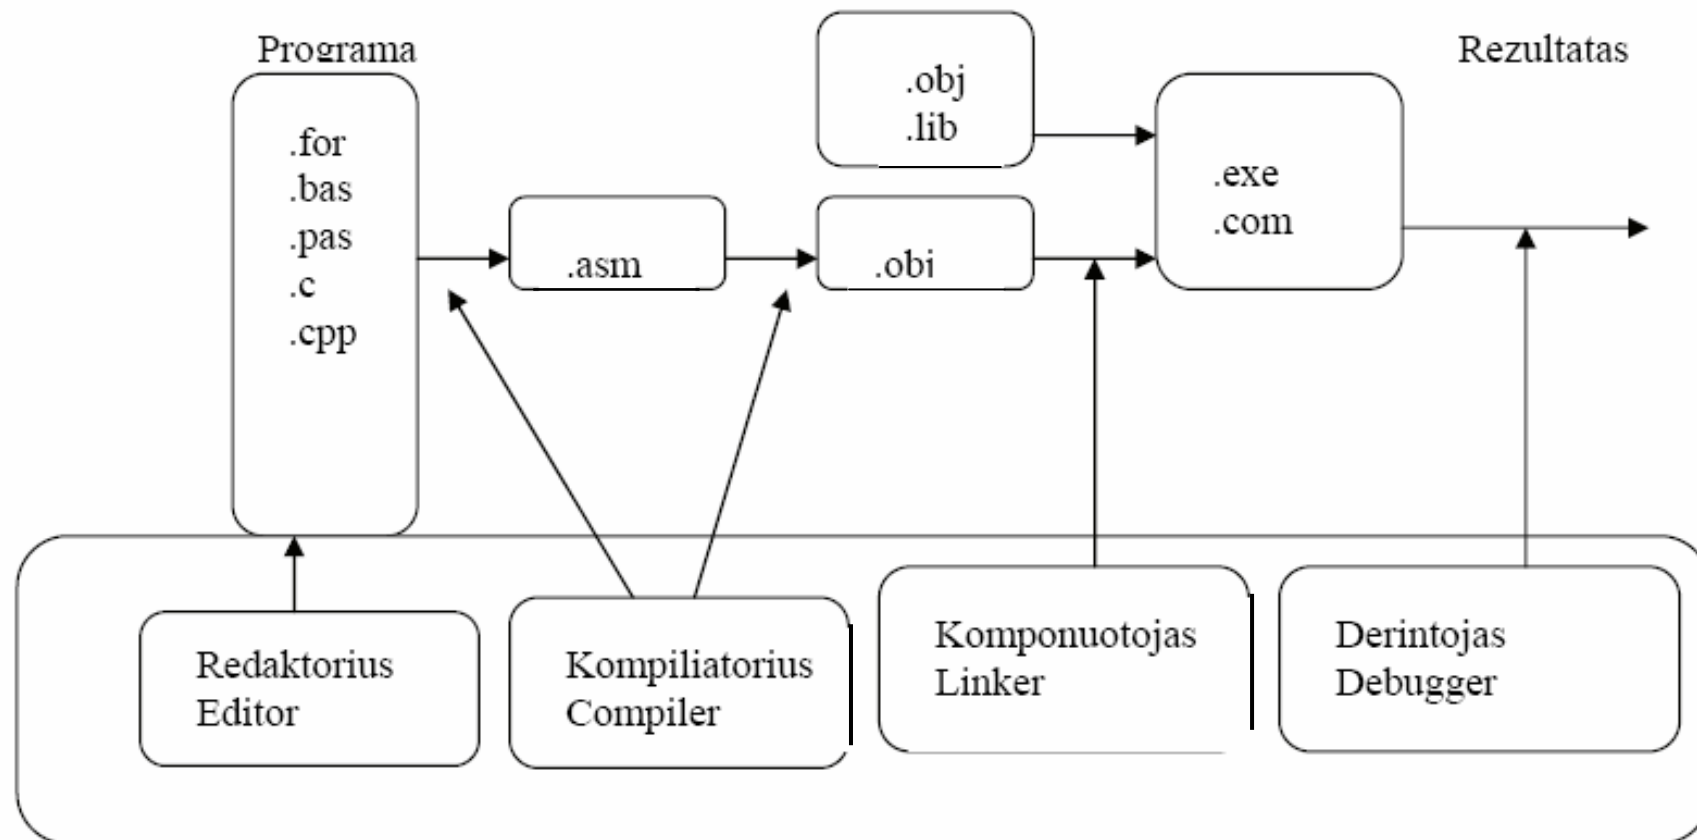 Programa
Rezultatas
.for
.bas
.pas
.c
.cpp
.asm
.obj
.lib
.obi
.exe
.com
Redaktorius
Editor
Kompiliatorius
Compiler
Komponuotojas
Linker
Derintojas
Debugger